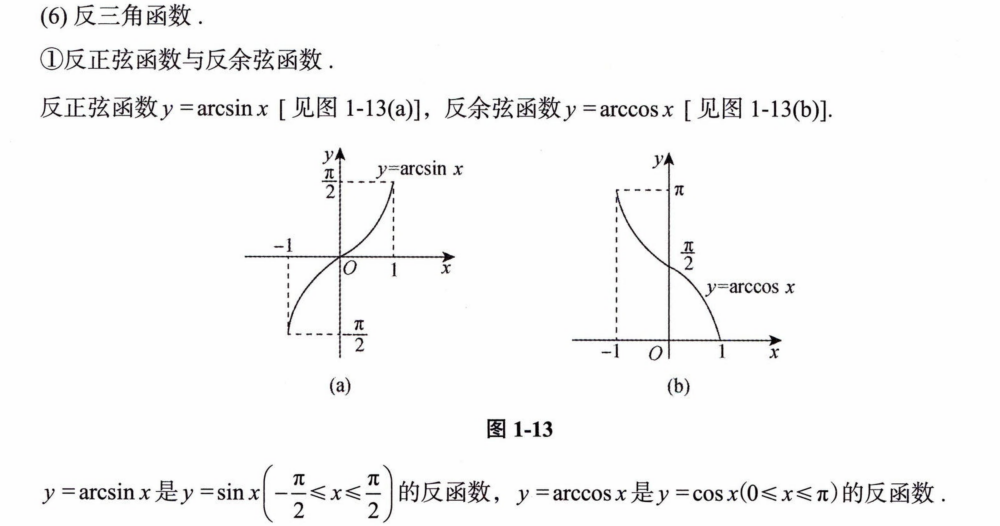 (6) 反三角函数.
①反正弦函数与反余弦函数.
反正弦函数 y = arcsin x [ 见图 1-13(a)], 反余弦函数 y = arccos x [ 见图 1-13(b)].
y
π/2
y=arcsin x
-1
O
1
x
-π/2
(a)
y
π
π/2
y=arccos x
-1
O
1
x
(b)
图 1-13
y = arcsin x 是 y = sin x(-π/2 ≤ x ≤ π/2) 的反函数, y = arccos x 是 y = cos x(0 ≤ x ≤ π) 的反函数.